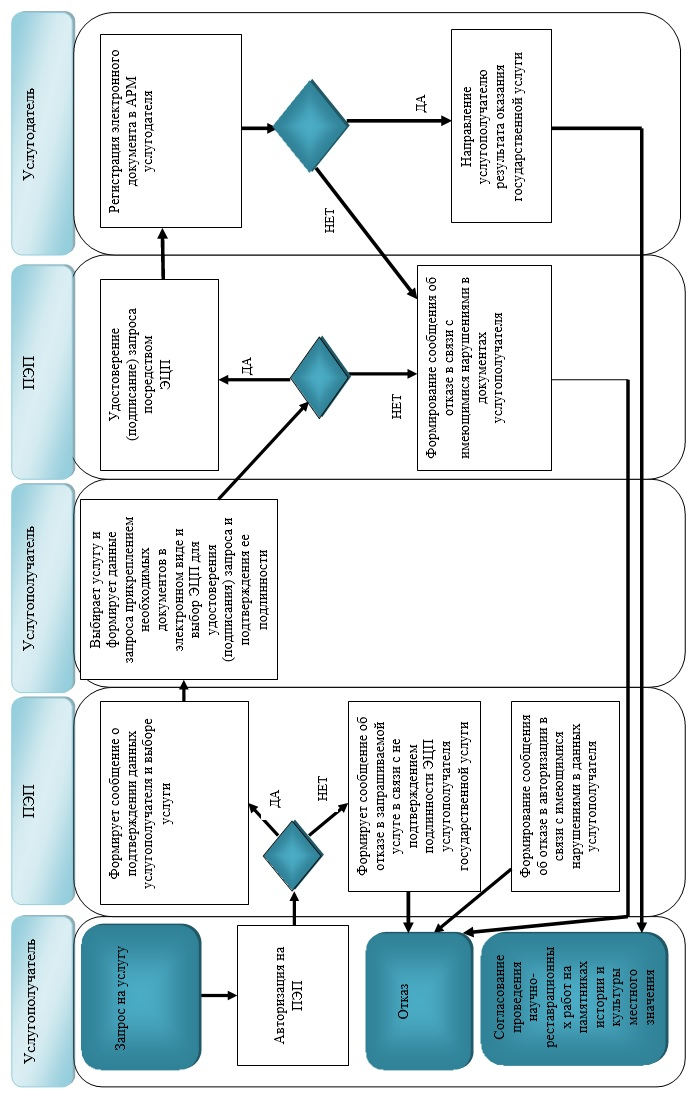 Услугополучатель
ПЭП
Услугополучатель
ПЭП
Услугодатель
Запрос на услугу
Авторизация на
ПЭП
Отказ
Согласование
проведения
научно-
реставрационны
х работ на
памятниках
истории и
культуры
местного
значения
Формирует сообщение о
подтверждении данных
услугополучателя и выборе
услуги
ДА
НЕТ
Формирует сообщение об
отказе в запрашиваемой
услуге в связи с не
подтверждением
подлинности ЭЦП
услугополучателя
государственной услуги
Формирование сообщения
об отказе в авторизации в
связи с имеющимися
нарушениями в данных
услугополучателя
Выбирает услугу и
формирует данные
запроса прикреплением
необходимых
документов в
электронном виде и
выбор ЭЦП для
удостоверения
(подписания) запроса и
подтверждения ее
подлинности
Удостоверение
(подписание) запроса
посредством
ЭЦП
ДА
НЕТ
Формирование сообщения об
отказе в связи с
имеющимися нарушениями в
документах
услугополучателя
Регистрация электронного
документа в АРМ
услугодателя
НЕТ
ДА
Направление
услугополучателю
результата оказания
государственной услуги